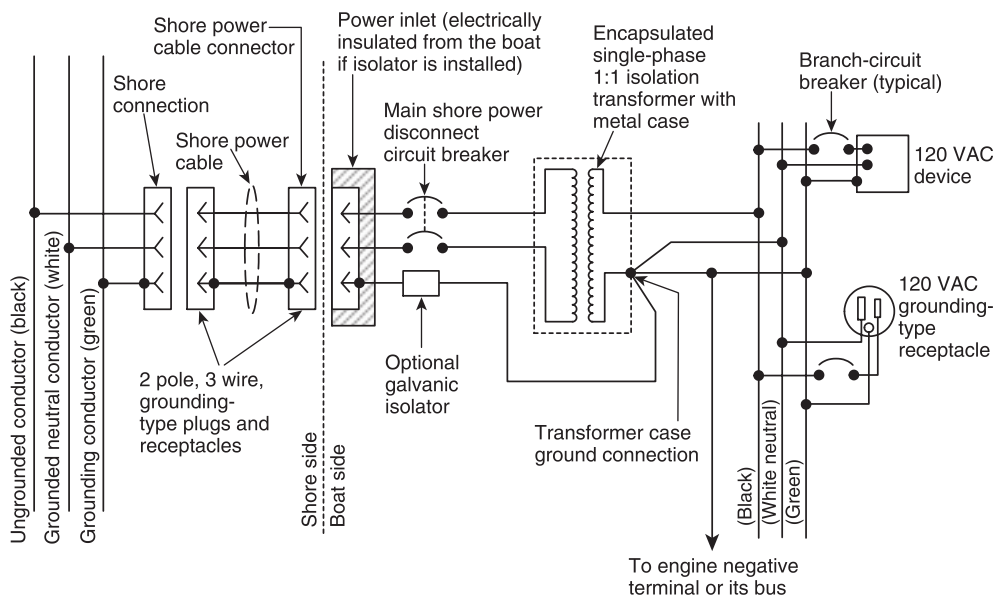 Shore power
cable connector
Power inlet (electrically
insulated from the boat
if isolator is installed)
Encapsulated
single-phase
1:1 isolation
transformer with
metal case
Branch-circuit
breaker (typical)
Shore
connection
Shore power
cable
Main shore power
disconnect
circuit breaker
120 VAC
device
Ungrounded conductor (black)
Grounded neutral conductor (white)
Grounding conductor (green)
2 pole, 3 wire,
grounding-
type plugs and
receptacles
Shore side
Boat side
Optional
galvanic
isolator
Transformer case
ground connection
120 VAC
grounding-
type
receptacle
(Black)
(White neutral)
(Green)
To engine negative
terminal or its bus